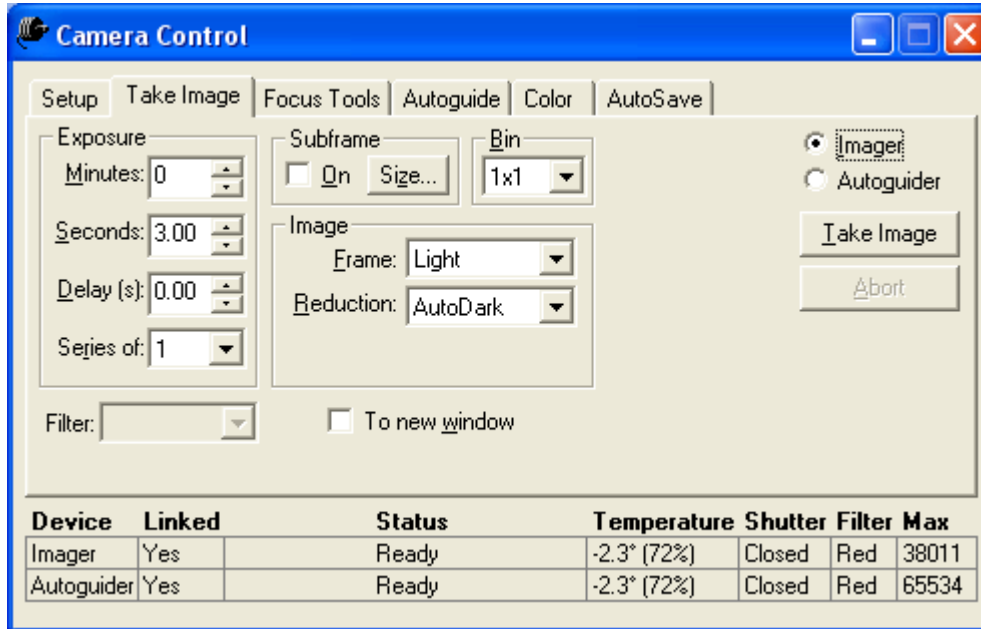 Camera Control
Setup Take Image Focus Tools Autoguide Color AutoSave
Exposure
Minutes: 0
Seconds: 3.00
Delay (s): 0.00
Series of: 1
Subframe
On Size...
Bin
1x1
Image
Frame: Light
Reduction: AutoDark
Imager
Autoguider
Take Image
Abort
Filter:
To new window
Device Linked Status Temperature Shutter Filter Max
Imager Yes Ready -2.3° (72%) Closed Red 38011
Autoguider Yes Ready -2.3° (72%) Closed Red 65534